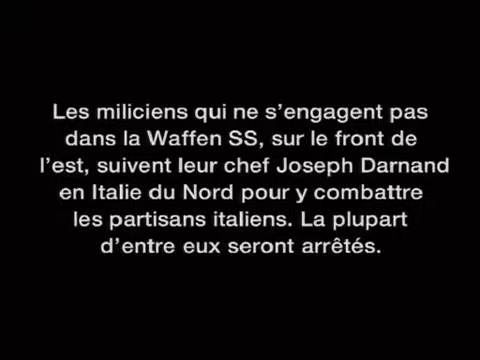 Les miliciens qui ne s’engagent pas
dans la Waffen SS, sur le front de
l’est, suivent leur chef Joseph Darnand
en Italie du Nord pour y combattre
les partisans italiens. La plupart
d’entre eux seront arrêtés.